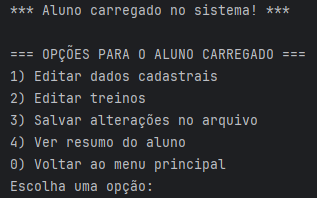 *** Aluno carregado no sistema! ***
=== OPÇÕES PARA O ALUNO CARREGADO ===
1) Editar dados cadastrais
2) Editar treinos
3) Salvar alterações no arquivo
4) Ver resumo do aluno
0) Voltar ao menu principal
Escolha uma opção: